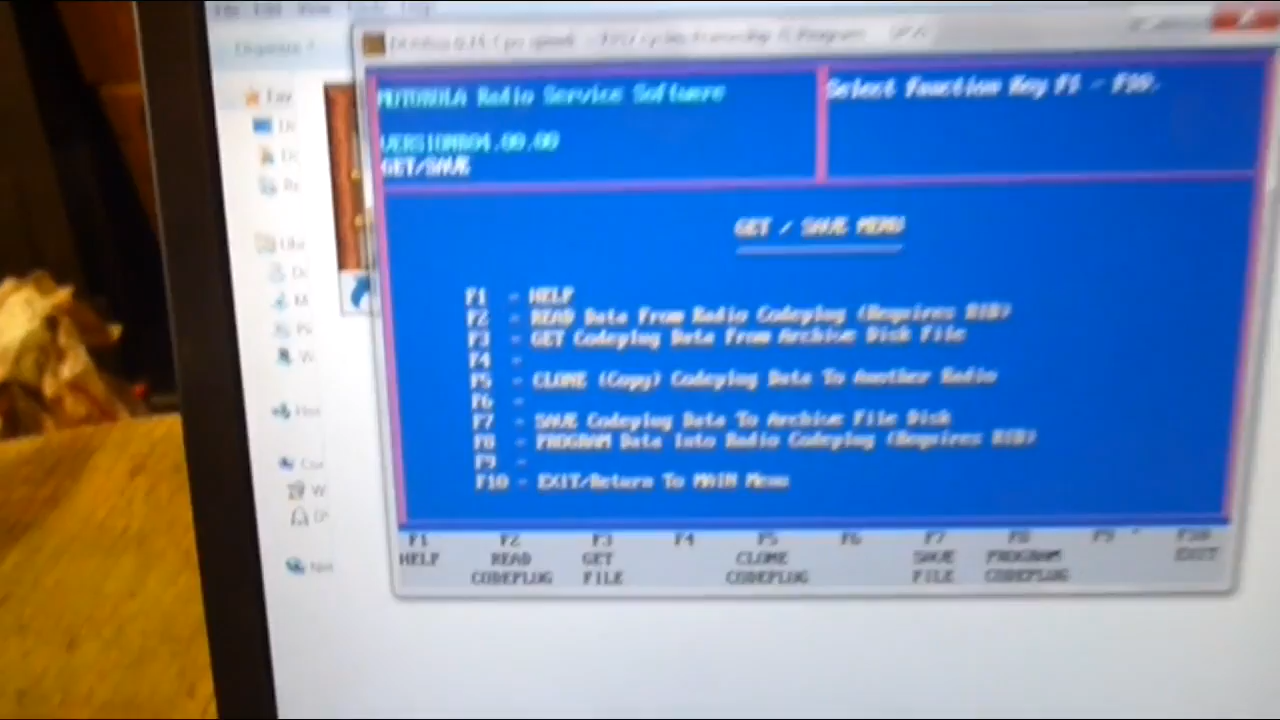 Organize
MOTOROLA Radio Service Software
Select Function Key F1 - F10.
VERSION R04.00.00
GET/SAVE
GET / SAVE MENU
F1 - HELP
F2 - READ Data From Radio Codeplug (Requires RIB)
F3 - GET Codeplug Data From Archive Disk File
F4 -
F5 - CLONE (Copy) Codeplug Data To Another Radio
F6 -
F7 - SAVE Codeplug Data To Archive File Disk
F8 - PROGRAM Data Into Radio Codeplug (Requires RIB)
F9 -
F10 - EXIT/Return To MAIN Menu
F1 F2 F3 F4 F5 F6 F7 F8 F9 F10
HELP READ GET CLONE SAVE PROGRAM EXIT
CODEPLUG FILE CODEPLUG FILE CODEPLUG